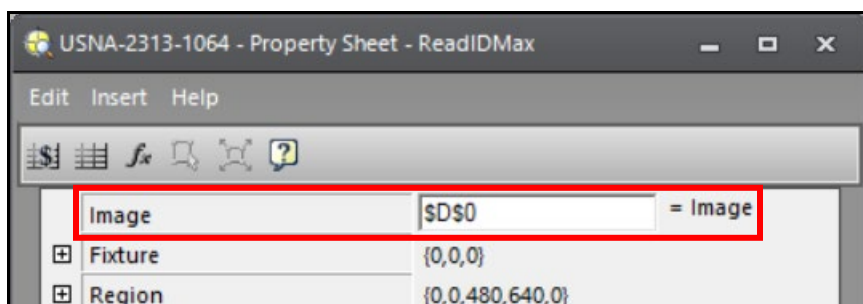 USNA-2313-1064 - Property Sheet - ReadIDMax
Edit Insert Help
$ fx ?
Image $D$0 = Image
Fixture {0,0,0}
Region {0,0,480,640,0}